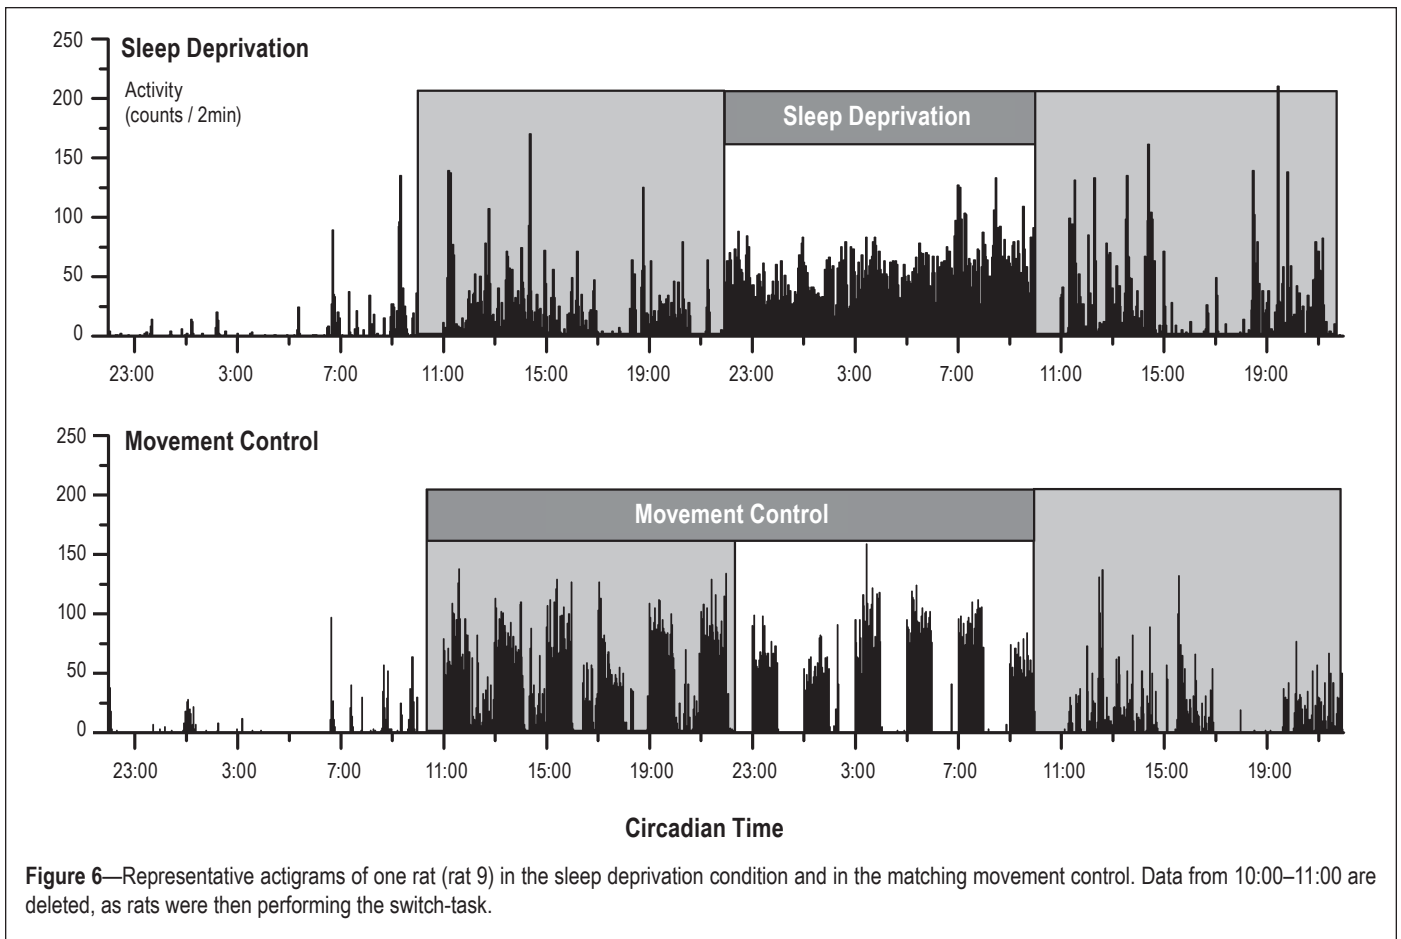 250
Sleep Deprivation
Activity
(counts / 2min)
200
150
100
50
0
Sleep Deprivation
23:00 3:00 7:00 11:00 15:00 19:00 23:00 3:00 7:00 11:00 15:00 19:00
250
Movement Control
200
150
100
50
0
Movement Control
23:00 3:00 7:00 11:00 15:00 19:00 23:00 3:00 7:00 11:00 15:00 19:00
Circadian Time
Figure 6—Representative actigrams of one rat (rat 9) in the sleep deprivation condition and in the matching movement control. Data from 10:00–11:00 are
deleted, as rats were then performing the switch-task.